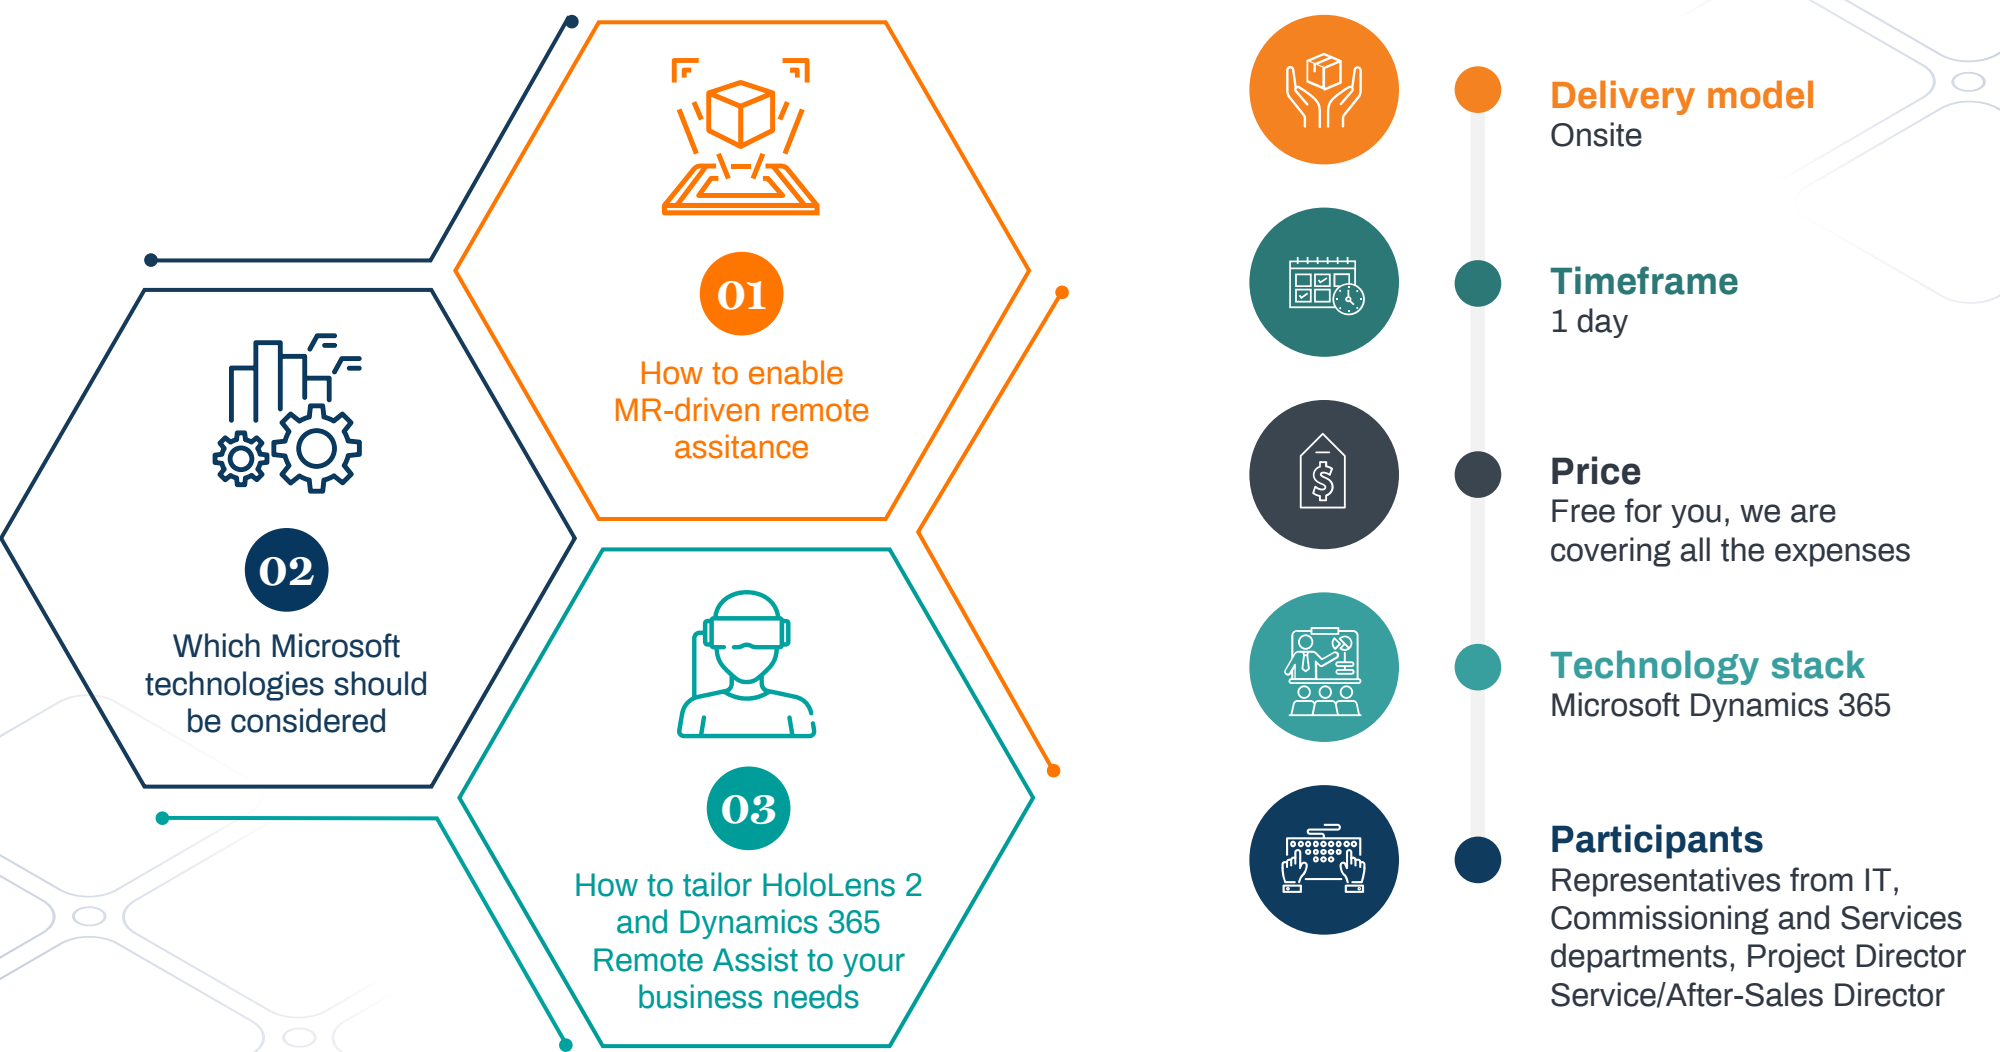 01
How to enable
MR-driven remote
assitance
02
Which Microsoft
technologies should
be considered
03
How to tailor HoloLens 2
and Dynamics 365
Remote Assist to your
business needs
Delivery model
Onsite
Timeframe
1 day
$
Price
Free for you, we are
covering all the expenses
Technology stack
Microsoft Dynamics 365
Participants
Representatives from IT,
Commissioning and Services
departments, Project Director
Service/After-Sales Director